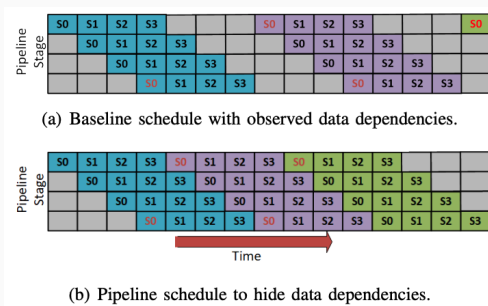 Pipeline
Stage
S0 S1 S2 S3 S0 S1 S2 S3 S0
S0 S1 S2 S3 S0 S1 S2 S3
S0 S1 S2 S3 S0 S1 S2 S3
S0 S1 S2 S3 S0 S1 S2 S3
(a) Baseline schedule with observed data dependencies.
Pipeline
Stage
S0 S1 S2 S3 S0 S1 S2 S3 S0 S1 S2 S3
S0 S1 S2 S3 S0 S1 S2 S3 S0 S1 S2 S3
S0 S1 S2 S3 S0 S1 S2 S3 S0 S1 S2 S3
S0 S1 S2 S3 S0 S1 S2 S3 S0 S1 S2 S3
Time
(b) Pipeline schedule to hide data dependencies.